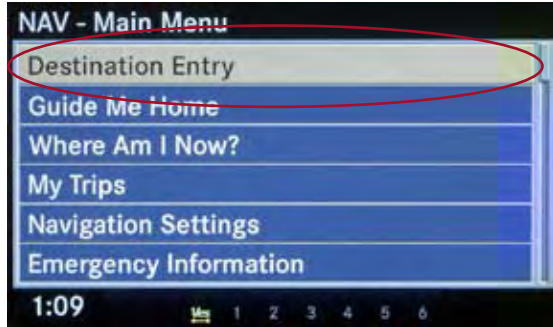 NAV - Main Menu
Destination Entry
Guide Me Home
Where Am I Now?
My Trips
Navigation Settings
Emergency Information
1:09 1 2 3 4 5 6